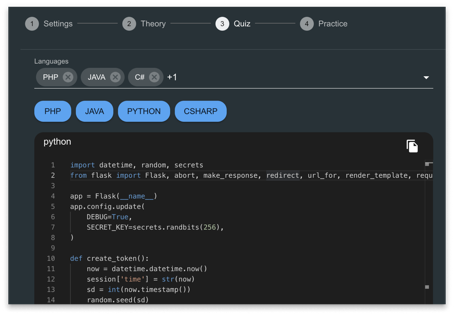 1 Settings 2 Theory 3 Quiz 4 Practice
Languages
PHP JAVA C# +1
PHP JAVA PYTHON CSHARP
python
1 import datetime, random, secrets
2 from flask import Flask, abort, make_response, redirect, url_for, render_template, requ
3
4 app = Flask(__name__)
5 app.config.update(
6 DEBUG=True,
7 SECRET_KEY=secrets.randbits(256),
8 )
9
10 def create_token():
11 now = datetime.datetime.now()
12 session['time'] = str(now)
13 sd = int(now.timestamp())
14 random.seed(sd)